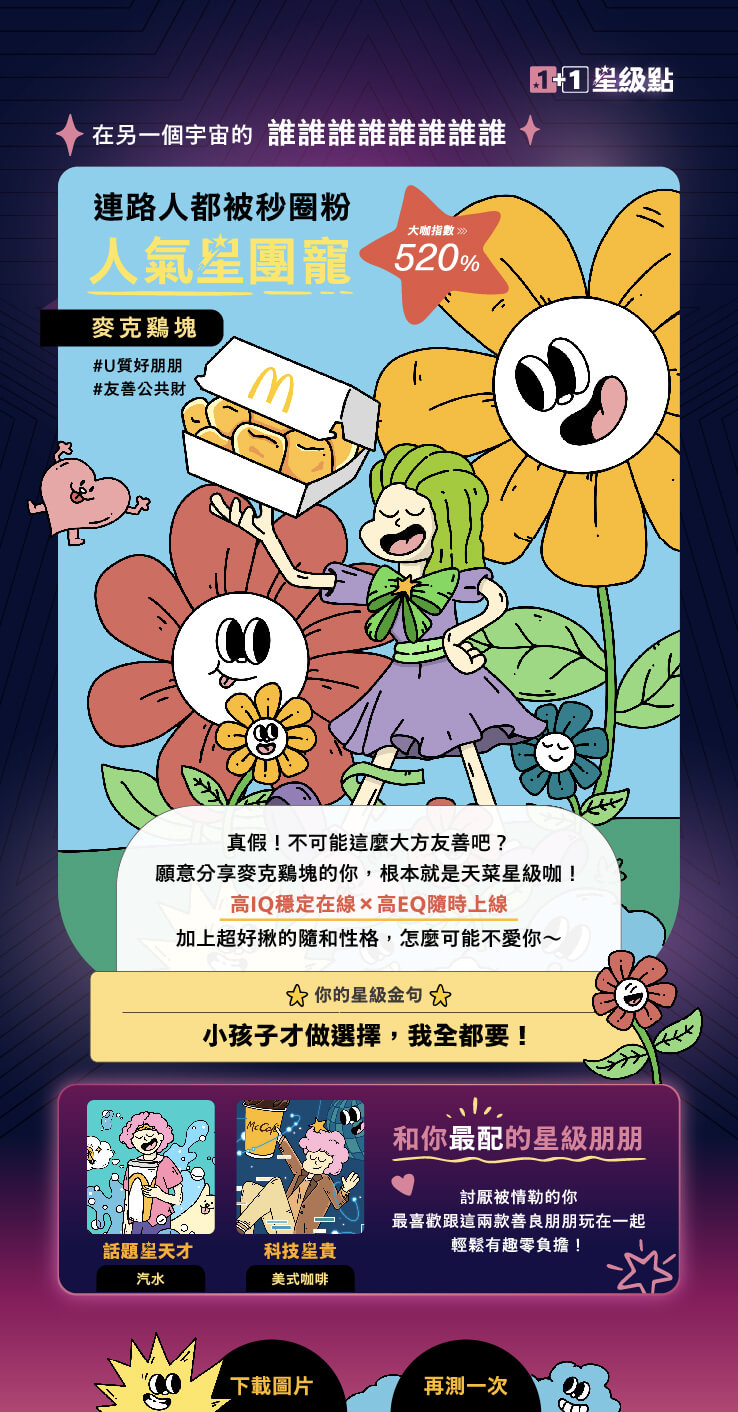 1+1星級點
在另一個宇宙的 誰誰誰誰誰誰誰誰
連路人都被秒圈粉
大咖指數
520%
人氣星團寵
麥克鷄塊
#U質好朋朋
#友善公共財
真假！不可能這麼大方友善吧？
願意分享麥克鷄塊的你，根本就是天菜星級咖！
高IQ穩定在線×高EQ隨時上線
加上超好揪的隨和性格，怎麼可能不愛你～
你的星級金句
小孩子才做選擇，我全都要！
McCafé
和你最配的星級朋朋
討厭被情勒的你
最喜歡跟這兩款善良朋朋玩在一起
輕鬆有趣零負擔！
話題星天才
科技星貴
汽水
美式咖啡
下載圖片
再測一次